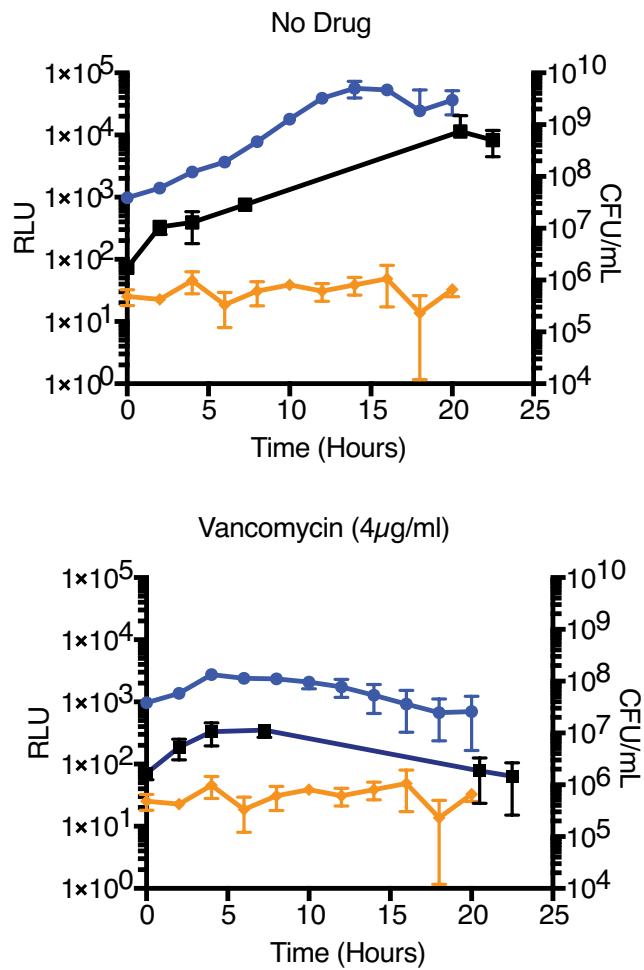 No Drug
1×10⁵
1×10⁴
1×10³
1×10²
1×10¹
1×10⁰
RLU
10¹⁰
10⁹
10⁸
10⁷
10⁶
10⁵
10⁴
CFU/mL
0 5 10 15 20 25
Time (Hours)
Vancomycin (4µg/ml)
1×10⁵
1×10⁴
1×10³
1×10²
1×10¹
1×10⁰
RLU
10¹⁰
10⁹
10⁸
10⁷
10⁶
10⁵
10⁴
CFU/mL
0 5 10 15 20 25
Time (Hours)